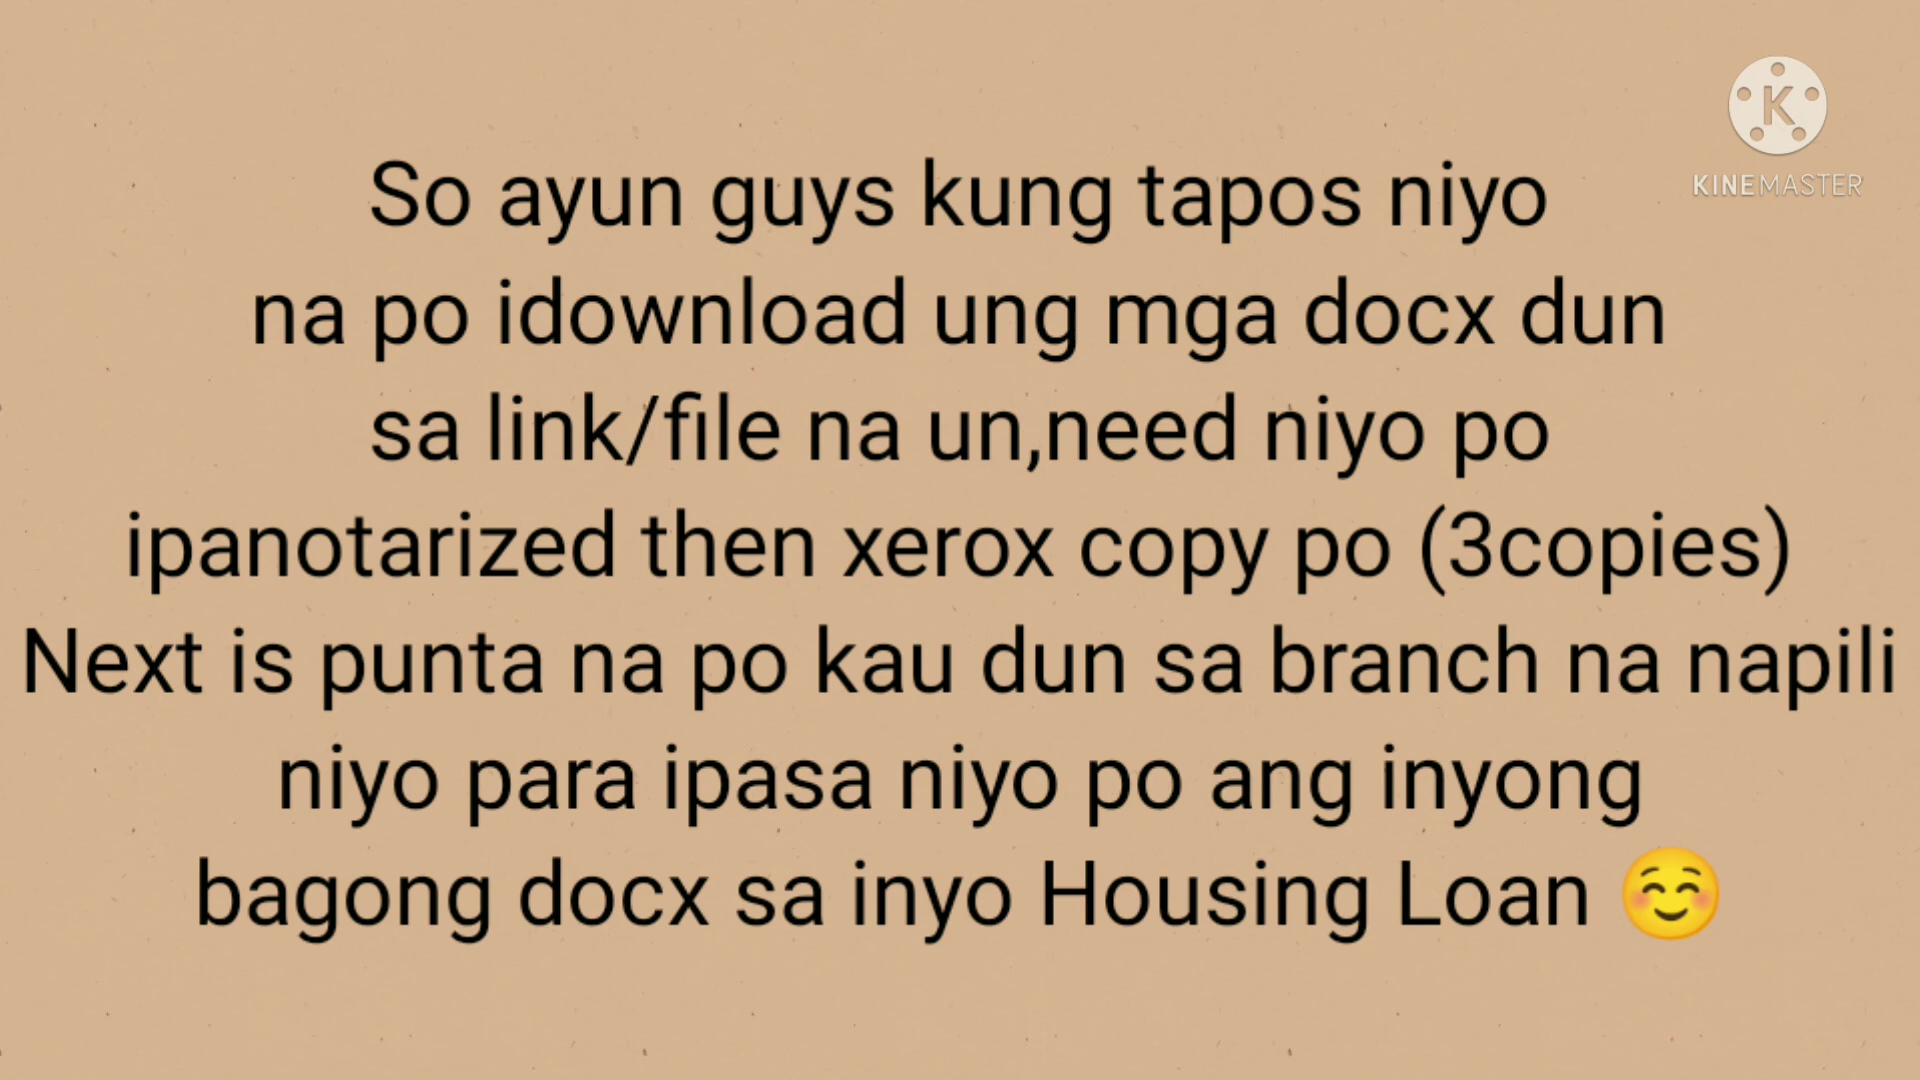 K
KINEMASTER
So ayun guys kung tapos niyo
na po idownload ung mga docx dun
sa link/file na un,need niyo po
ipanotarized then xerox copy po (3copies)
Next is punta na po kau dun sa branch na napili
niyo para ipasa niyo po ang inyong
bagong docx sa inyo Housing Loan ☺️